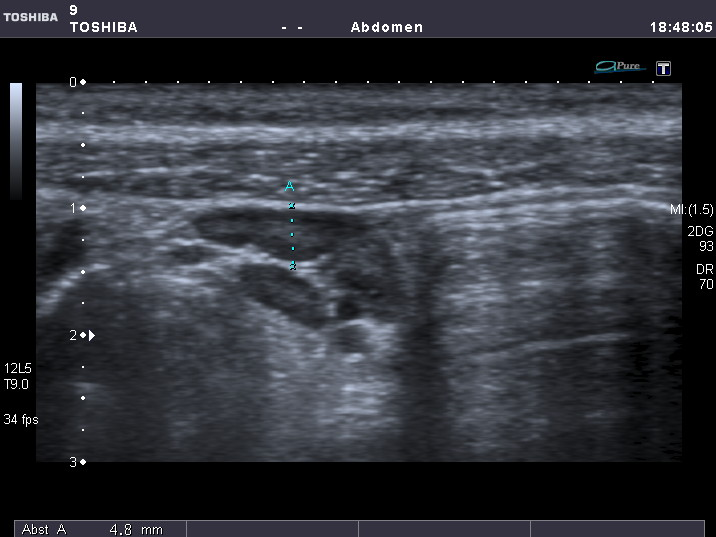 TOSHIBA
9
TOSHIBA - - Abdomen 18:48:05
APure T
0
A
1
MI:(1.5)
2DG
93
DR
70
2
12L5
T9.0
34 fps
3
Abst A 4.8 mm